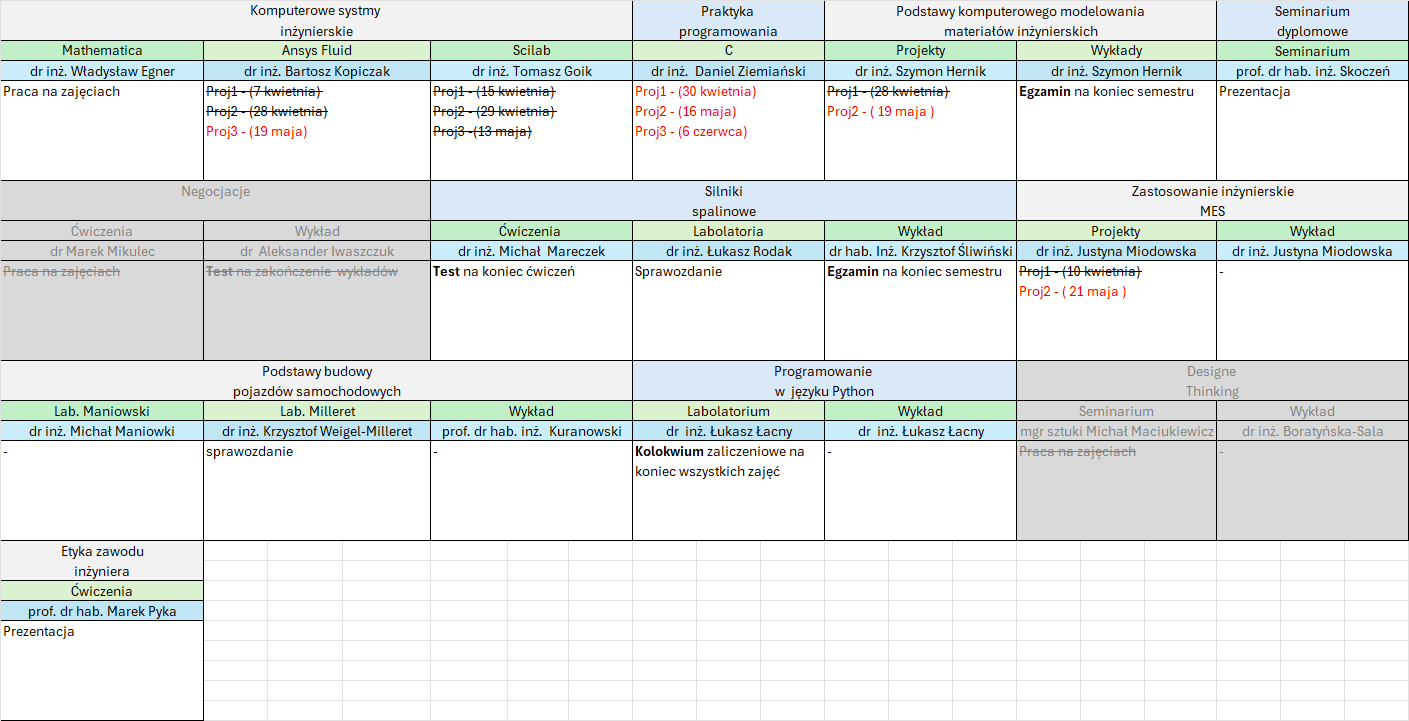 Komputerowe systmy
inżynierskie
Praktyka
programowania
Podstawy komputerowego modelowania
materiałów inżynierskich
Seminarium
dyplomowe
Mathematica
Ansys Fluid
Scilab
C
Projekty
Wykłady
Seminarium
dr inż. Władysław Egner
dr inż. Bartosz Kopiczak
dr inż. Tomasz Goik
dr inż. Daniel Ziemiański
dr inż. Szymon Hernik
dr inż. Szymon Hernik
prof. dr hab. inż. Skoczeń
Praca na zajęciach
Proj1 - (7 kwietnia)
Proj2 - (28 kwietnia)
Proj3 - (19 maja)
Proj1 - (15 kwietnia)
Proj2 - (29 kwietnia)
Proj3 -(13 maja)
Proj1 - (30 kwietnia)
Proj2 - (16 maja)
Proj3 - (6 czerwca)
Proj1 - (28 kwietnia)
Proj2 - ( 19 maja )
Egzamin na koniec semestru
Prezentacja
Negocjacje
Silniki
spalinowe
Zastosowanie inżynierskie
MES
Ćwiczenia
Wykład
Ćwiczenia
Labolatoria
Wykład
Projekty
Wykład
dr Marek Mikulec
dr Aleksander Iwaszczuk
dr inż. Michał Mareczek
dr inż. Łukasz Rodak
dr hab. Inż. Krzysztof Śliwiński
dr inż. Justyna Miodowska
dr inż. Justyna Miodowska
Praca na zajęciach
Test na zakończenie wykładów
Test na koniec ćwiczeń
Sprawozdanie
Egzamin na koniec semestru
Proj1 - (10 kwietnia)
Proj2 - ( 21 maja )
-
Podstawy budowy
pojazdów samochodowych
Programowanie
w języku Python
Designe
Thinking
Lab. Maniowski
Lab. Milleret
Wykład
Labolatorium
Wykład
Seminarium
Wykład
dr inż. Michał Maniowki
dr inż. Krzysztof Weigel-Milleret
prof. dr hab. inż. Kuranowski
dr inż. Łukasz Łacny
dr inż. Łukasz Łacny
mgr sztuki Michał Maciukiewicz
dr inż. Boratyńska-Sala
-
sprawozdanie
-
Kolokwium zaliczeniowe na
koniec wszystkich zajęć
-
Praca na zajęciach
-
Etyka zawodu
inżyniera
Ćwiczenia
prof. dr hab. Marek Pyka
Prezentacja